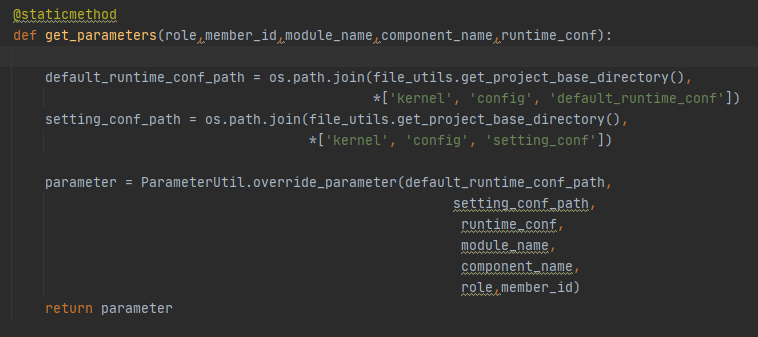 @staticmethod
def get_parameters(role,member_id,module_name,component_name,runtime_conf):
default_runtime_conf_path = os.path.join(file_utils.get_project_base_directory(),
*['kernel', 'config', 'default_runtime_conf'])
setting_conf_path = os.path.join(file_utils.get_project_base_directory(),
*['kernel', 'config', 'setting_conf'])
parameter = ParameterUtil.override_parameter(default_runtime_conf_path,
setting_conf_path,
runtime_conf,
module_name,
component_name,
role,member_id)
return parameter